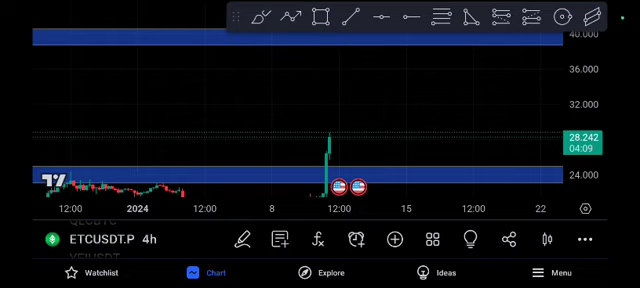 40.000
36.000
32.000
28.242
04:09
24.000
12:00 2024 12:00 8 12:00 15 12:00 22
ETCUSDT.P 4h
Watchlist Chart Explore Ideas Menu